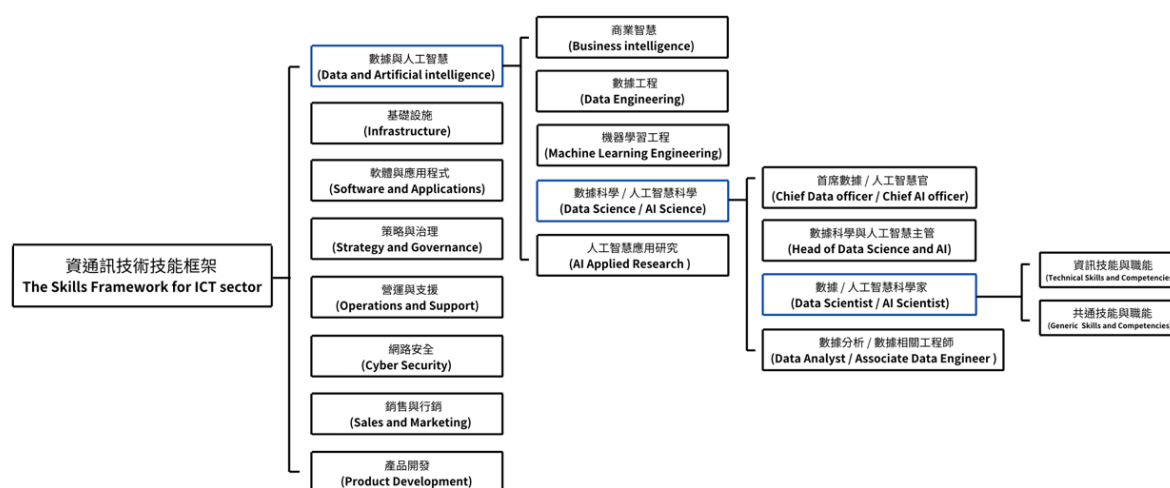 資通訊技術技能框架
The Skills Framework for ICT sector
數據與人工智慧
(Data and Artificial intelligence)
基礎設施
(Infrastructure)
軟體與應用程式
(Software and Applications)
策略與治理
(Strategy and Governance)
營運與支援
(Operations and Support)
網路安全
(Cyber Security)
銷售與行銷
(Sales and Marketing)
產品開發
(Product Development)
商業智慧
(Business intelligence)
數據工程
(Data Engineering)
機器學習工程
(Machine Learning Engineering)
數據科學 / 人工智慧科學
(Data Science / AI Science)
人工智慧應用研究
(AI Applied Research )
首席數據 / 人工智慧官
(Chief Data officer / Chief AI officer)
數據科學與人工智慧主管
(Head of Data Science and AI)
數據 / 人工智慧科學家
(Data Scientist / AI Scientist)
數據分析 / 數據相關工程師
(Data Analyst / Associate Data Engineer )
資訊技能與職能
(Technical Skills and Competencies
共通技能與職能
(Generic Skills and Competencies)